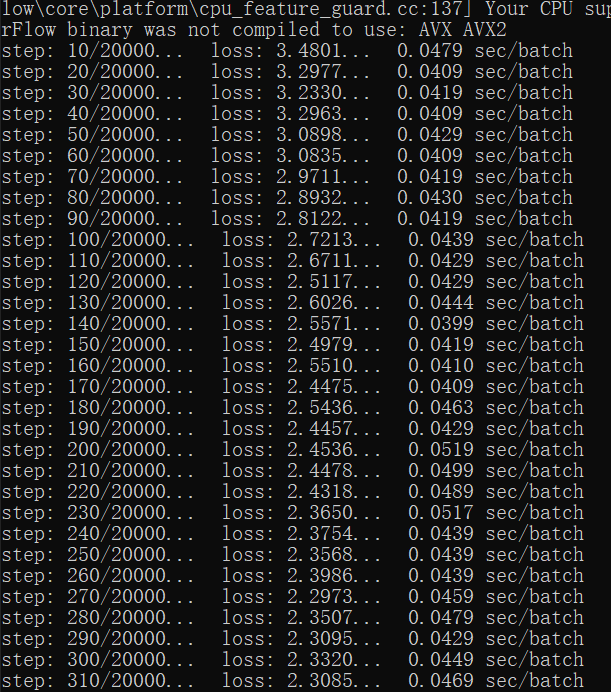 low\core\platform\cpu_feature_guard.cc:137] Your CPU sup
rFlow binary was not compiled to use: AVX AVX2
step: 10/20000...  loss: 3.4801...  0.0479 sec/batch
step: 20/20000...  loss: 3.2977...  0.0409 sec/batch
step: 30/20000...  loss: 3.2330...  0.0419 sec/batch
step: 40/20000...  loss: 3.2963...  0.0409 sec/batch
step: 50/20000...  loss: 3.0898...  0.0429 sec/batch
step: 60/20000...  loss: 3.0835...  0.0409 sec/batch
step: 70/20000...  loss: 2.9711...  0.0419 sec/batch
step: 80/20000...  loss: 2.8932...  0.0430 sec/batch
step: 90/20000...  loss: 2.8122...  0.0419 sec/batch
step: 100/20000...  loss: 2.7213...  0.0439 sec/batch
step: 110/20000...  loss: 2.6711...  0.0429 sec/batch
step: 120/20000...  loss: 2.5117...  0.0429 sec/batch
step: 130/20000...  loss: 2.6026...  0.0444 sec/batch
step: 140/20000...  loss: 2.5571...  0.0399 sec/batch
step: 150/20000...  loss: 2.4979...  0.0419 sec/batch
step: 160/20000...  loss: 2.5510...  0.0410 sec/batch
step: 170/20000...  loss: 2.4475...  0.0409 sec/batch
step: 180/20000...  loss: 2.5436...  0.0463 sec/batch
step: 190/20000...  loss: 2.4457...  0.0429 sec/batch
step: 200/20000...  loss: 2.4536...  0.0519 sec/batch
step: 210/20000...  loss: 2.4478...  0.0499 sec/batch
step: 220/20000...  loss: 2.4318...  0.0489 sec/batch
step: 230/20000...  loss: 2.3650...  0.0517 sec/batch
step: 240/20000...  loss: 2.3754...  0.0439 sec/batch
step: 250/20000...  loss: 2.3568...  0.0439 sec/batch
step: 260/20000...  loss: 2.3986...  0.0439 sec/batch
step: 270/20000...  loss: 2.2973...  0.0459 sec/batch
step: 280/20000...  loss: 2.3507...  0.0479 sec/batch
step: 290/20000...  loss: 2.3095...  0.0429 sec/batch
step: 300/20000...  loss: 2.3320...  0.0449 sec/batch
step: 310/20000...  loss: 2.3085...  0.0469 sec/batch